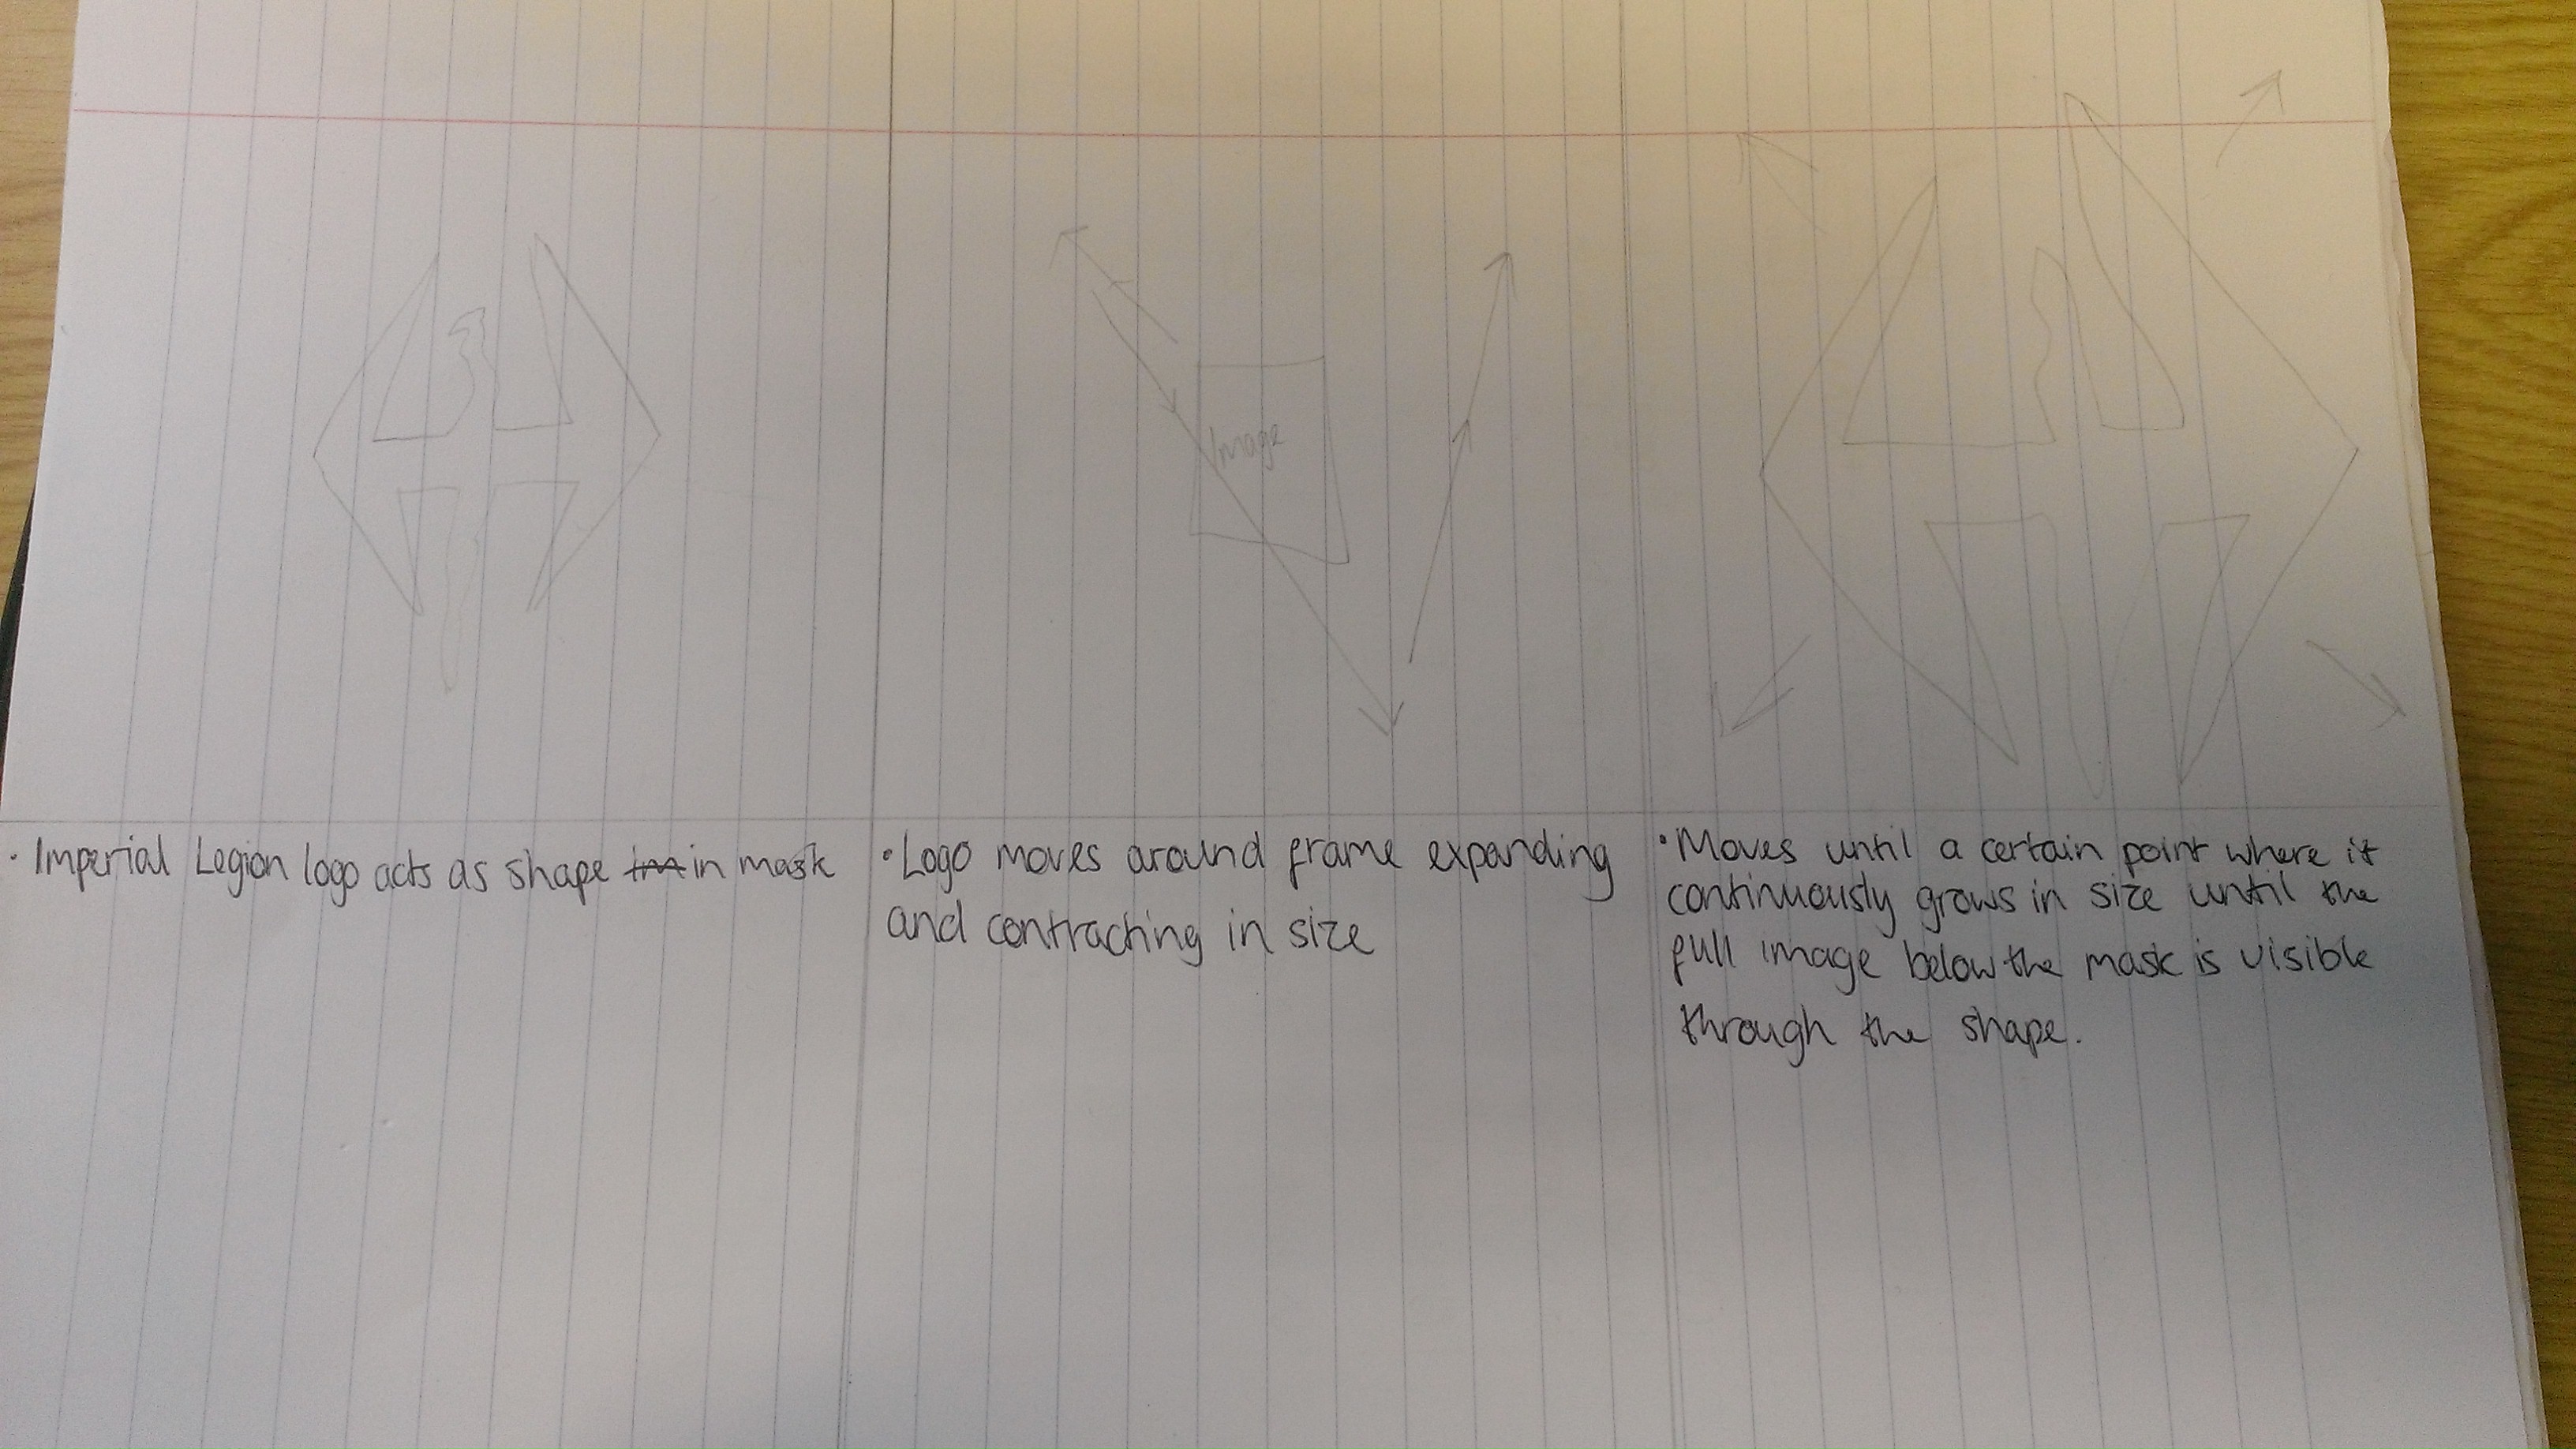 Image
· Imperial Legion logo acts as shape in mask
· Logo moves around frame expanding
and contracting in size
· Moves until a certain point where it
continuously grows in size until the
full image below the mask is visible
through the shape.